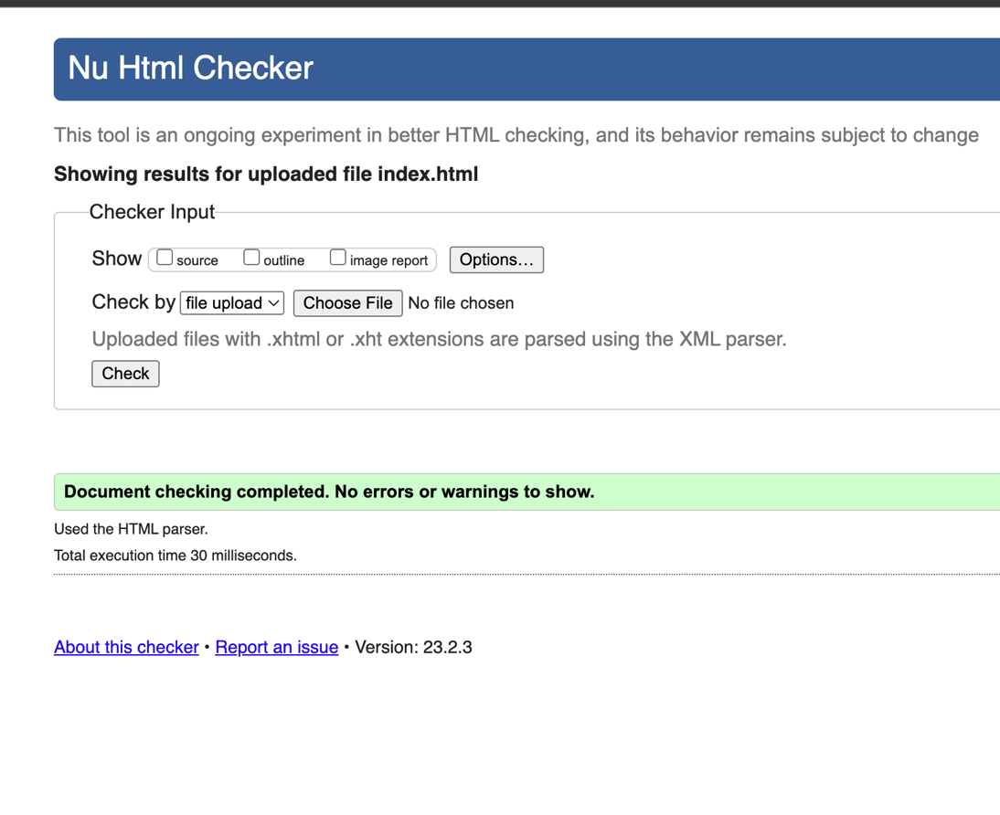 Nu Html Checker
This tool is an ongoing experiment in better HTML checking, and its behavior remains subject to change
Showing results for uploaded file index.html
Checker Input
Show source outline image report Options...
Check by file upload Choose File No file chosen
Uploaded files with .xhtml or .xht extensions are parsed using the XML parser.
Check
Document checking completed. No errors or warnings to show.
Used the HTML parser.
Total execution time 30 milliseconds.
About this checker • Report an issue • Version: 23.2.3